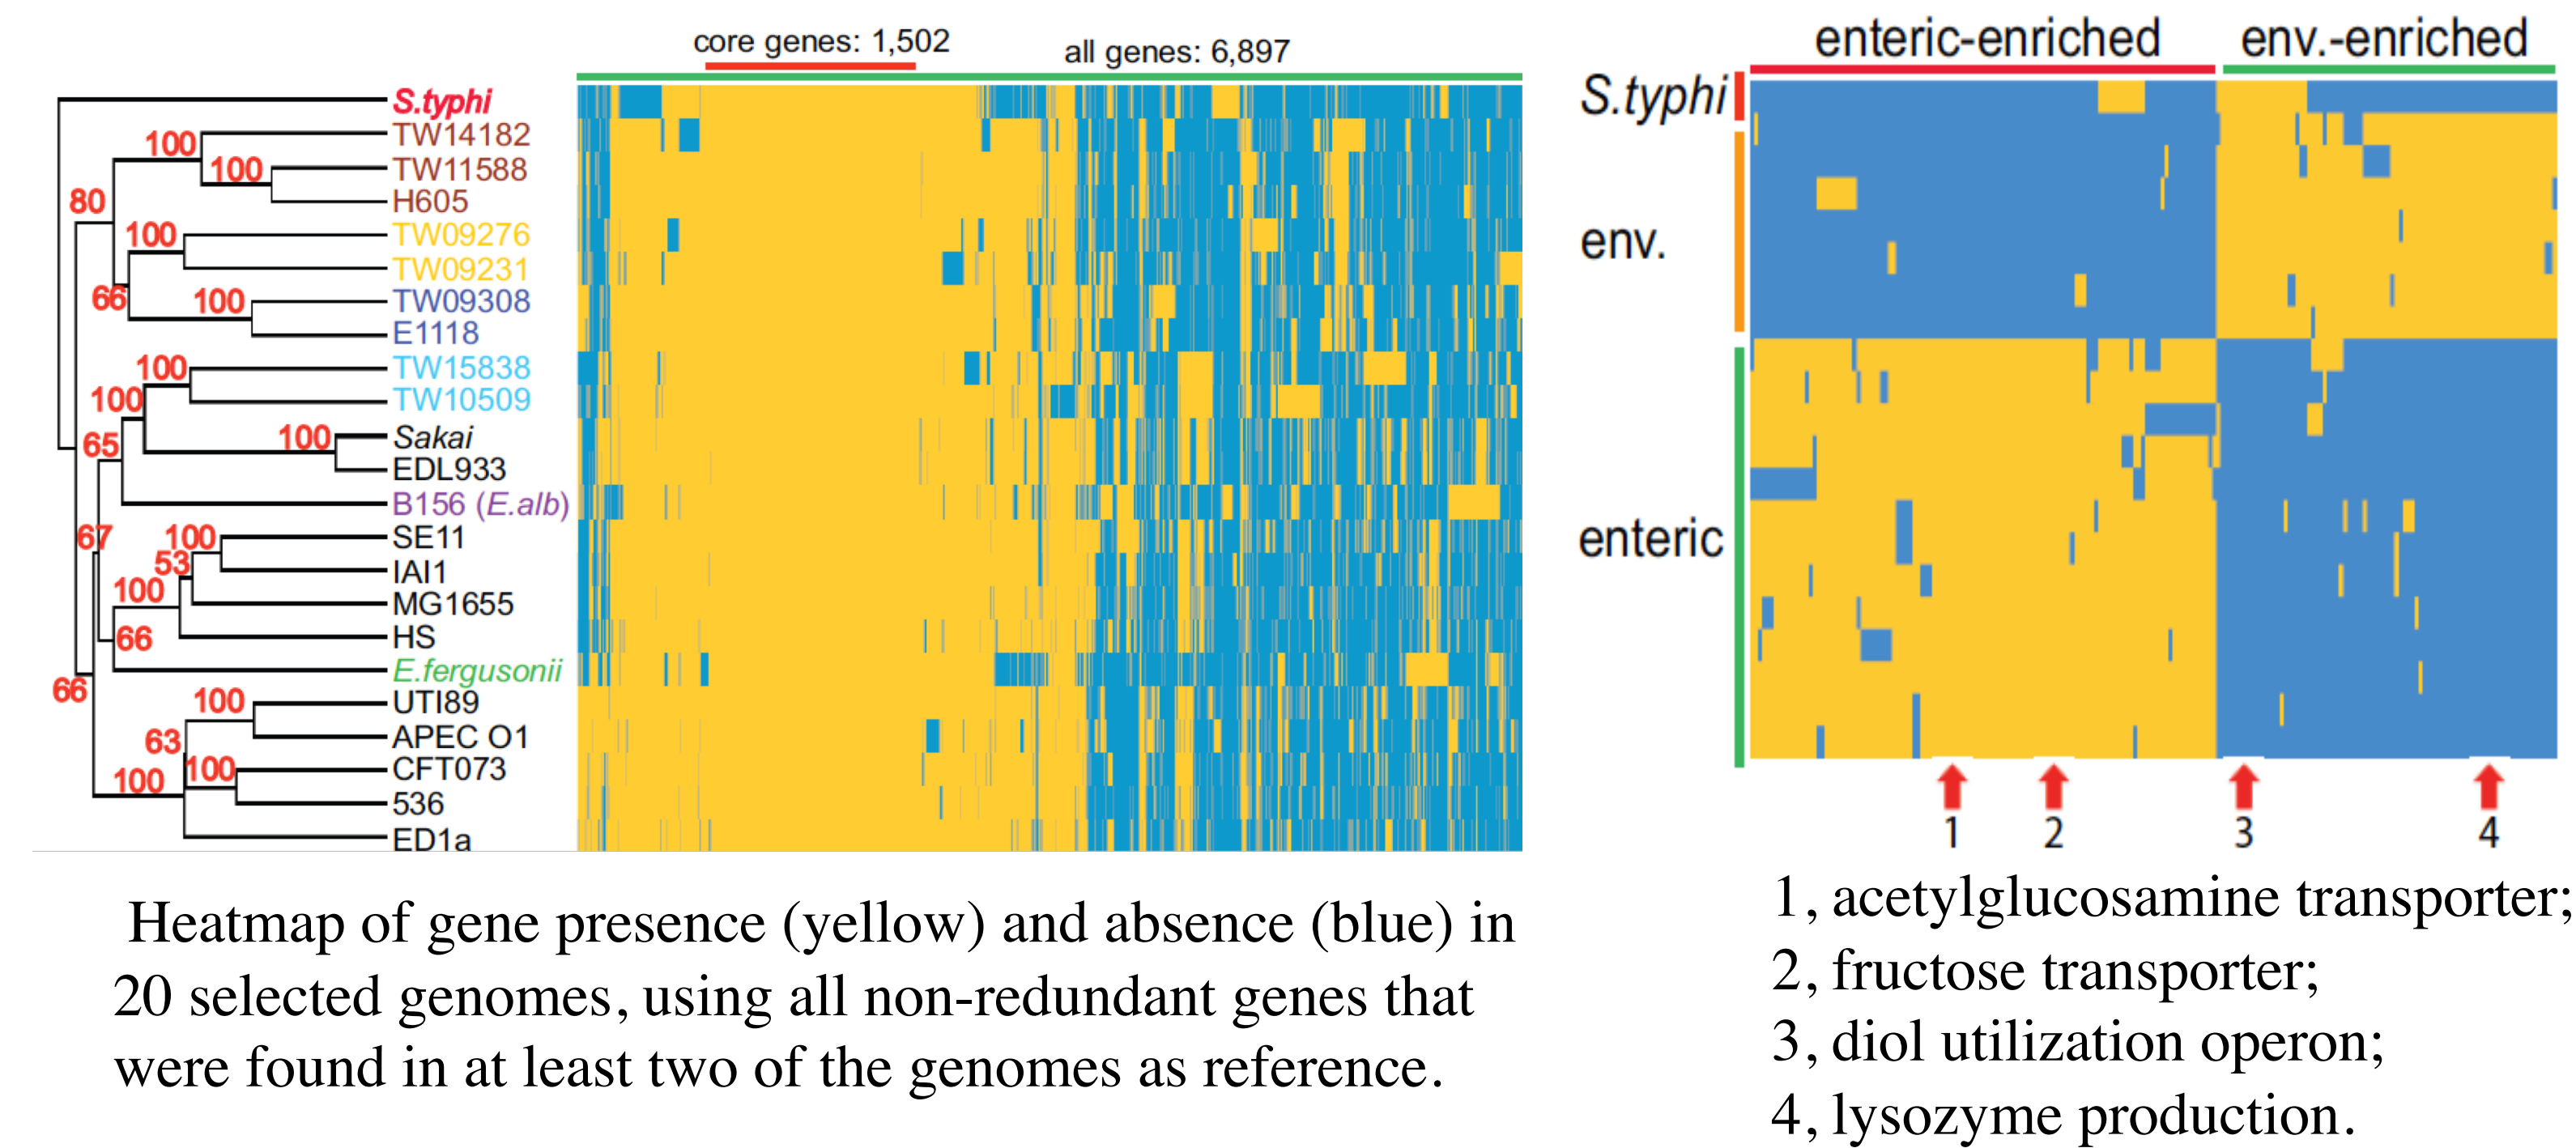 core genes: 1,502
all genes: 6,897
S.typhi
TW14182
TW11588
H605
TW09276
TW09231
TW09308
E1118
TW15838
TW10509
Sakai
EDL933
B156 (E.alb)
SE11
IAI1
MG1655
HS
E.fergusonii
UTI89
APEC O1
CFT073
536
ED1a
100
100
80
100
66
100
100
100
100
65
67
100
53
100
66
66
100
63
100
100
Heatmap of gene presence (yellow) and absence (blue) in
20 selected genomes, using all non-redundant genes that
were found in at least two of the genomes as reference.
enteric-enriched
env.-enriched
S.typhi
env.
enteric
1
2
3
4
1, acetylglucosamine transporter;
2, fructose transporter;
3, diol utilization operon;
4, lysozyme production.